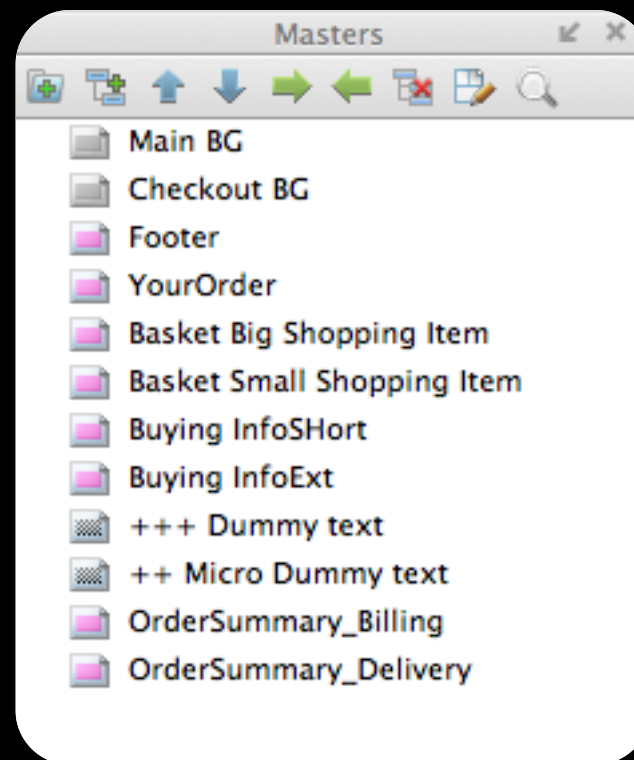 Masters
Main BG
Checkout BG
Footer
YourOrder
Basket Big Shopping Item
Basket Small Shopping Item
Buying InfoSHort
Buying InfoExt
+++ Dummy text
++ Micro Dummy text
OrderSummary_Billing
OrderSummary_Delivery